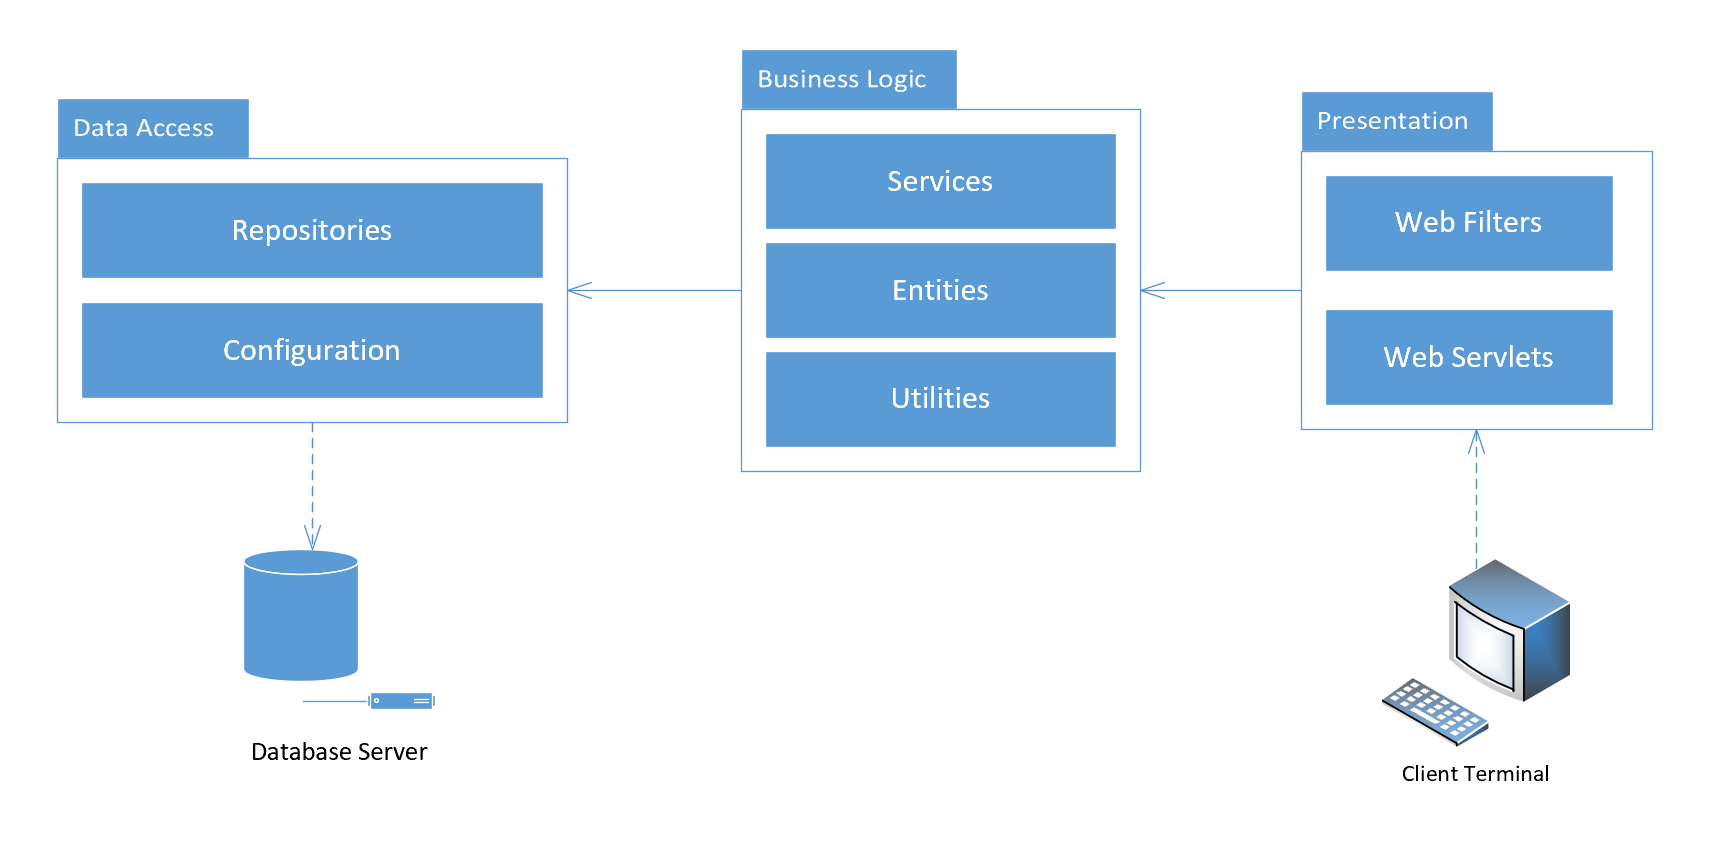 Data Access
Repositories
Configuration
Database Server
Business Logic
Services
Entities
Utilities
Presentation
Web Filters
Web Servlets
Client Terminal